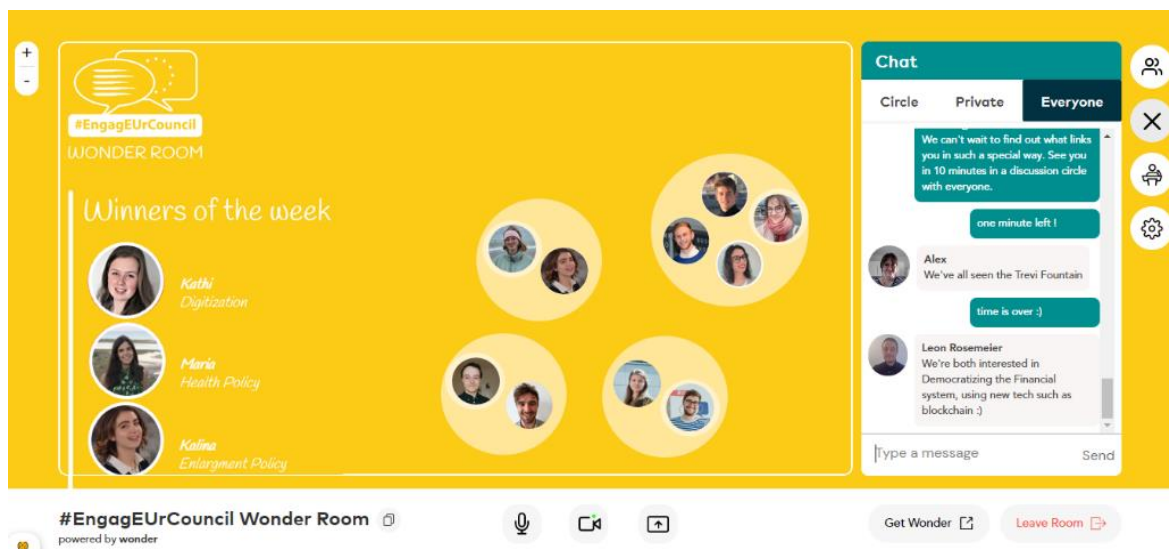 +
-
#EngagEUrCouncil
WONDER ROOM
Winners of the week
Kathi
Digitization
Maria
Health Policy
Kalina
Enlargment Policy
Chat
Circle Private Everyone
We can't wait to find out what links
you in such a special way. See you
in 10 minutes in a discussion circle
with everyone.
one minute left !
Alex
We've all seen the Trevi Fountain
time is over :)
Leon Rosemeier
We're both interested in
Democratizing the Financial
system, using new tech such as
blockchain :)
Type a message Send
#EngagEUrCouncil Wonder Room
powered by wonder
Get Wonder Leave Room